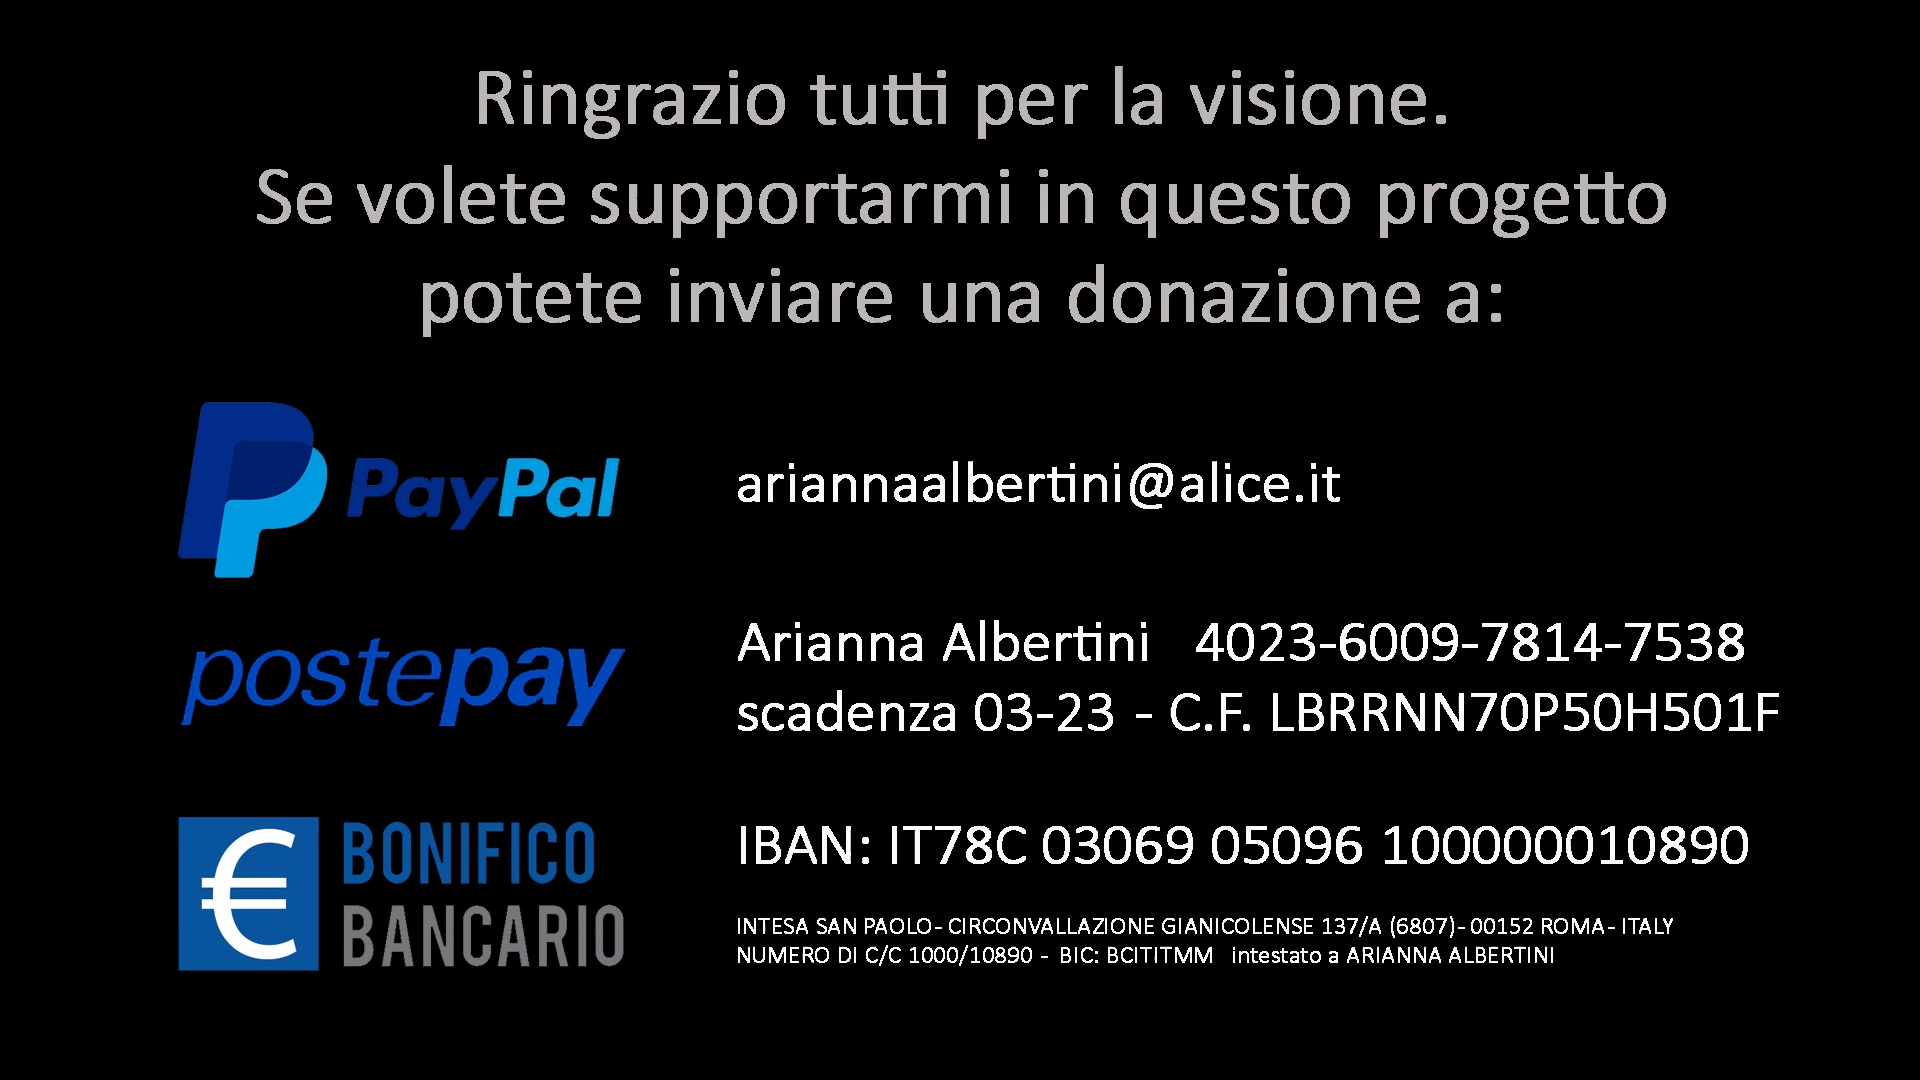 Ringrazio tutti per la visione.
Se volete supportarmi in questo progetto
potete inviare una donazione a:
PayPal
ariannaalbertini@alice.it
postepay
Arianna Albertini 4023-6009-7814-7538
scadenza 03-23 - C.F. LBRRNN70P50H501F
€ BONIFICO
BANCARIO
IBAN: IT78C 03069 05096 100000010890
INTESA SAN PAOLO - CIRCONVALLAZIONE GIANICOLENSE 137/A (6807) - 00152 ROMA - ITALY
NUMERO DI C/C 1000/10890 - BIC: BCITITMM intestato a ARIANNA ALBERTINI